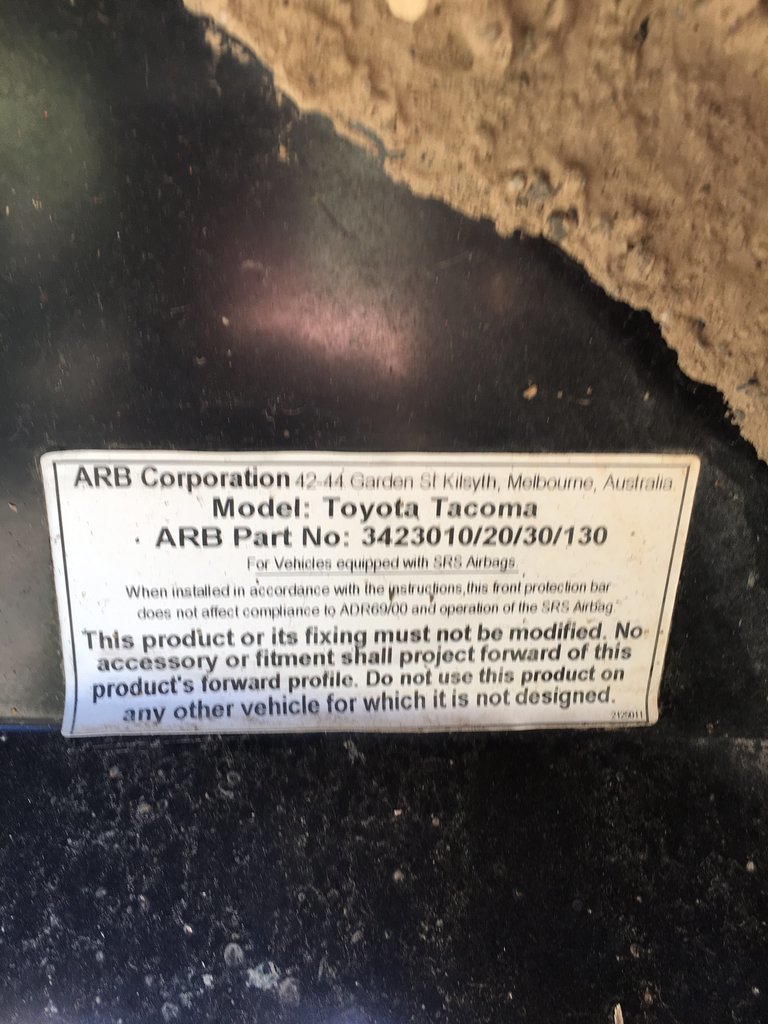 ARB Corporation 42-44 Garden St Kilsyth, Melbourne, Australia
Model: Toyota Tacoma
ARB Part No: 3423010/20/30/130
For Vehicles equipped with SRS Airbags.
When installed in accordance with the instructions, this front protection bar
does not affect compliance to ADR69/00 and operation of the SRS Airbag
This product or its fixing must not be modified. No
accessory or fitment shall project forward of this
product's forward profile. Do not use this product on
any other vehicle for which it is not designed.